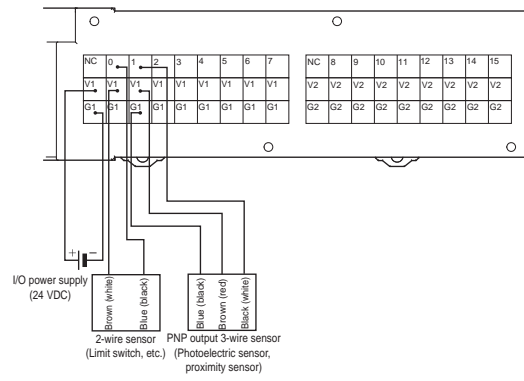 NC 0 1 2 3 4 5 6 7 NC 8 9 10 11 12 13 14 15
V1 V1 V1 V1 V1 V1 V1 V1 V1 V2 V2 V2 V2 V2 V2 V2 V2 V2
G1 G1 G1 G1 G1 G1 G1 G1 G1 G2 G2 G2 G2 G2 G2 G2 G2 G2
+ −
I/O power supply
(24 VDC)
Brown (white)
Blue (black)
2-wire sensor
(Limit switch, etc.)
Blue (black)
Brown (red)
Black (white)
PNP output 3-wire sensor
(Photoelectric sensor,
proximity sensor)